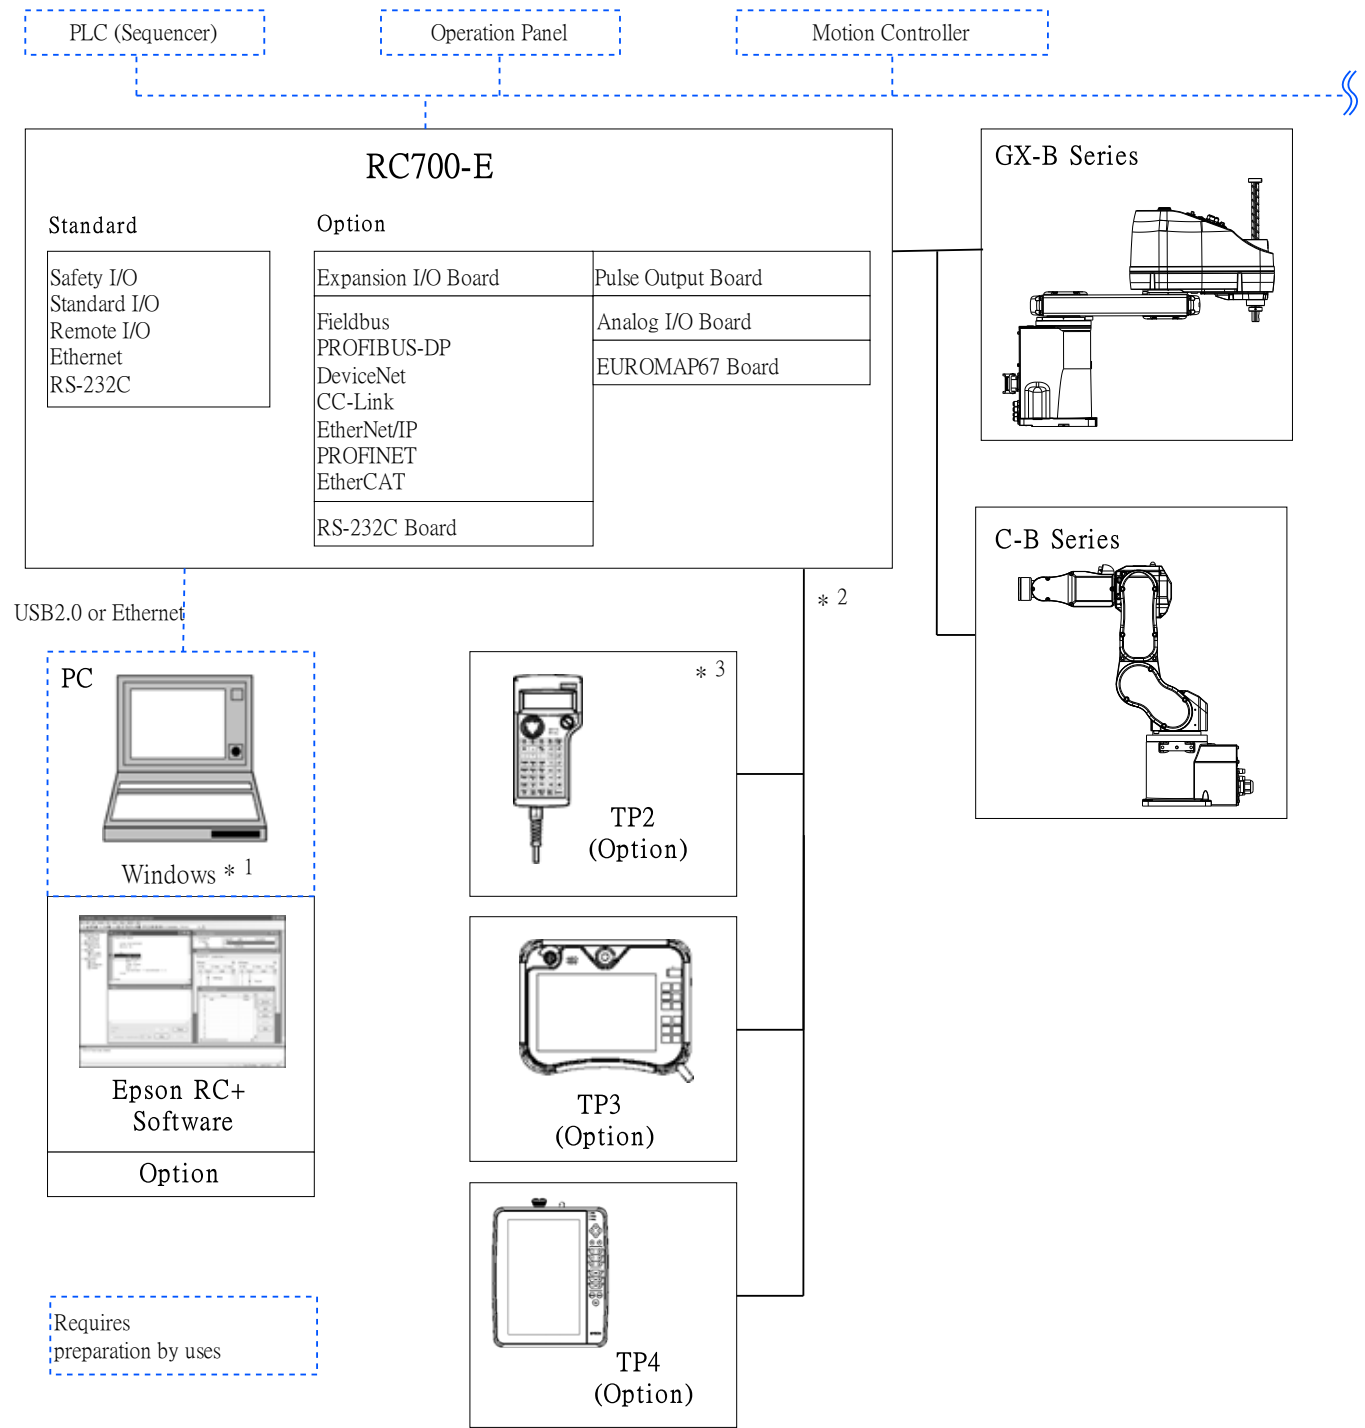 PLC (Sequencer)
Operation Panel
Motion Controller
RC700-E
Standard
Safety I/O
Standard I/O
Remote I/O
Ethernet
RS-232C
Option
Expansion I/O Board
Pulse Output Board
Fieldbus
PROFIBUS-DP
DeviceNet
CC-Link
EtherNet/IP
PROFINET
EtherCAT
Analog I/O Board
EUROMAP67 Board
RS-232C Board
GX-B Series
C-B Series
USB2.0 or Ethernet
* 2
PC
Windows * 1
Epson RC+
Software
Option
* 3
TP2
(Option)
TP3
(Option)
TP4
(Option)
Requires
preparation by uses